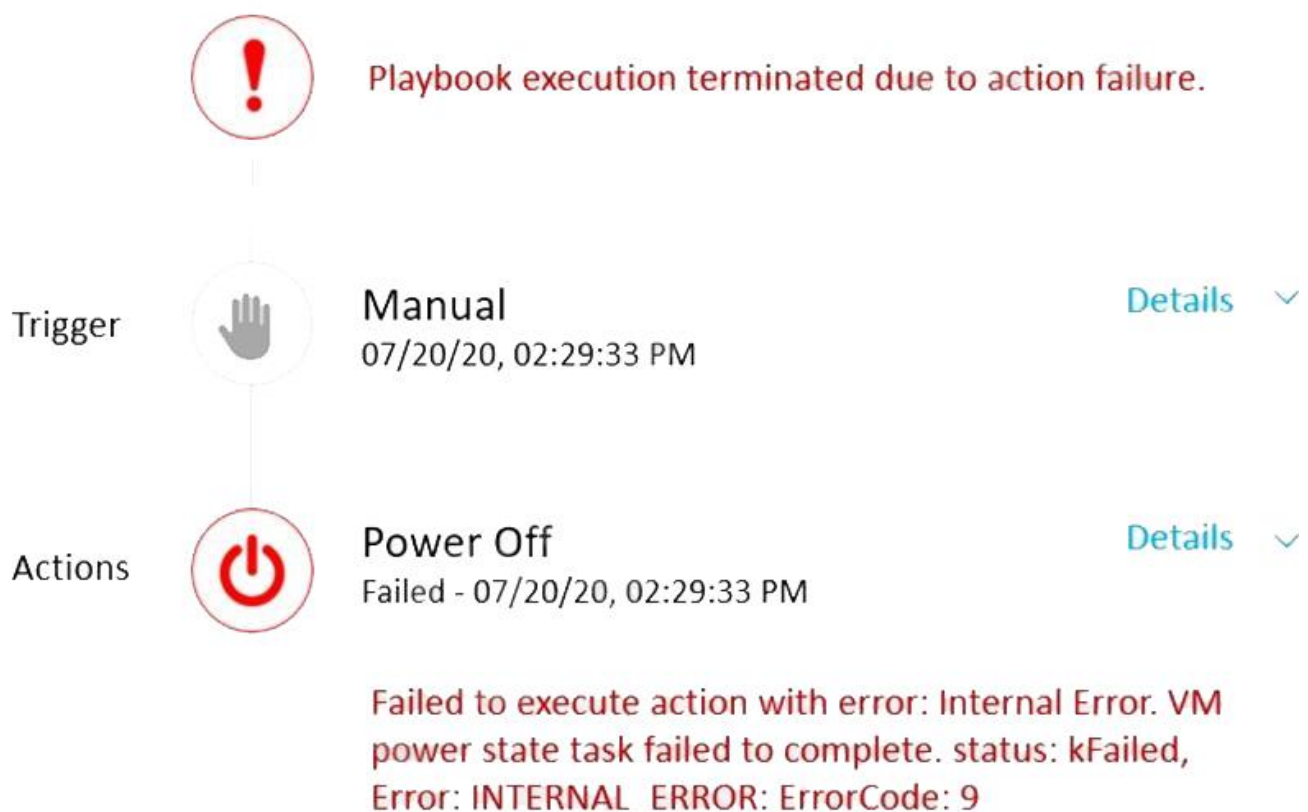 Playbook execution terminated due to action failure.
Trigger
Manual
Details
07/20/20, 02:29:33 PM
Actions
Power Off
Details
Failed - 07/20/20, 02:29:33 PM
Failed to execute action with error: Internal Error. VM
power state task failed to complete. status: kFailed,
Error: INTERNAL_ERROR: ErrorCode: 9